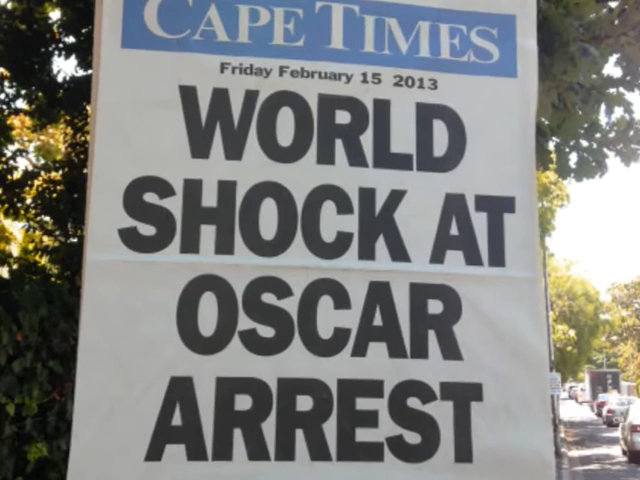 CAPE TIMES
Friday February 15 2013
WORLD
SHOCK AT
OSCAR
ARREST